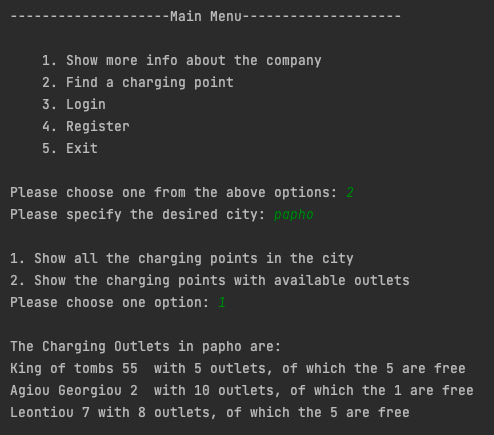 --------------------Main Menu--------------------
1. Show more info about the company
2. Find a charging point
3. Login
4. Register
5. Exit
Please choose one from the above options: 2
Please specify the desired city: papho
1. Show all the charging points in the city
2. Show the charging points with available outlets
Please choose one option: 1
The Charging Outlets in papho are:
King of tombs 55  with 5 outlets, of which the 5 are free
Agiou Georgiou 2  with 10 outlets, of which the 1 are free
Leontiou 7 with 8 outlets, of which the 5 are free